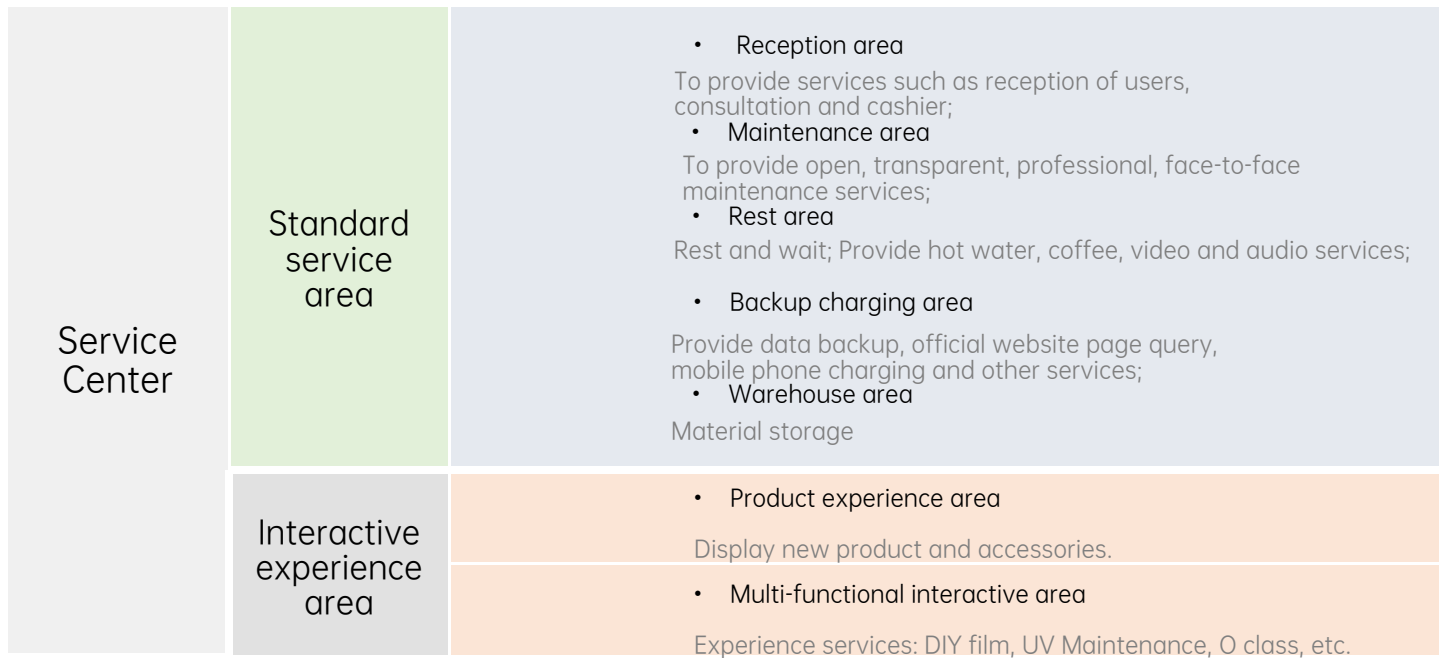 Service
Center
Standard
service
area
• Reception area
To provide services such as reception of users,
consultation and cashier;
• Maintenance area
To provide open, transparent, professional, face-to-face
maintenance services;
• Rest area
Rest and wait; Provide hot water, coffee, video and audio services;
• Backup charging area
Provide data backup, official website page query,
mobile phone charging and other services;
• Warehouse area
Material storage
Interactive
experience
area
• Product experience area
Display new product and accessories.
• Multi-functional interactive area
Experience services: DIY film, UV Maintenance, O class, etc.